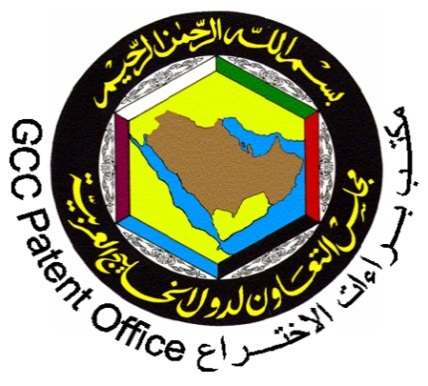 بسم الله الرحمن الرحيم
مجلس التعاون لدول الخليج العربية
GCC Patent Office
مكتب براءات الاختراع